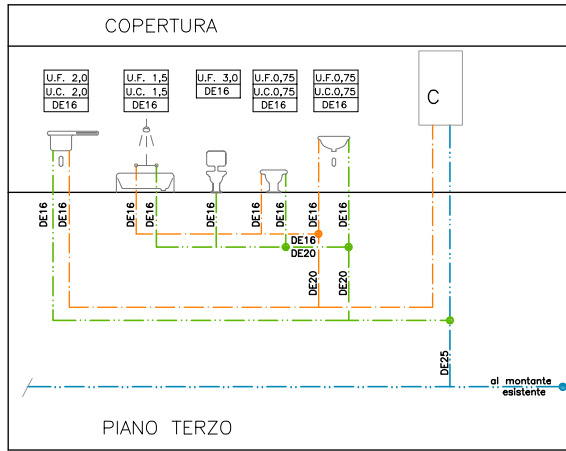 COPERTURA
U.F. 2,0
U.C. 2,0
DE16
U.F. 1,5
U.C. 1,5
DE16
U.F. 3,0
DE16
U.F.0,75
U.C.0,75
DE16
U.F.0,75
U.C.0,75
DE16
C
DE16
DE16
DE16
DE16
DE16
DE16
DE16
DE16
DE16
DE16
DE20
DE20
DE20
DE25
al montante
esistente
PIANO TERZO